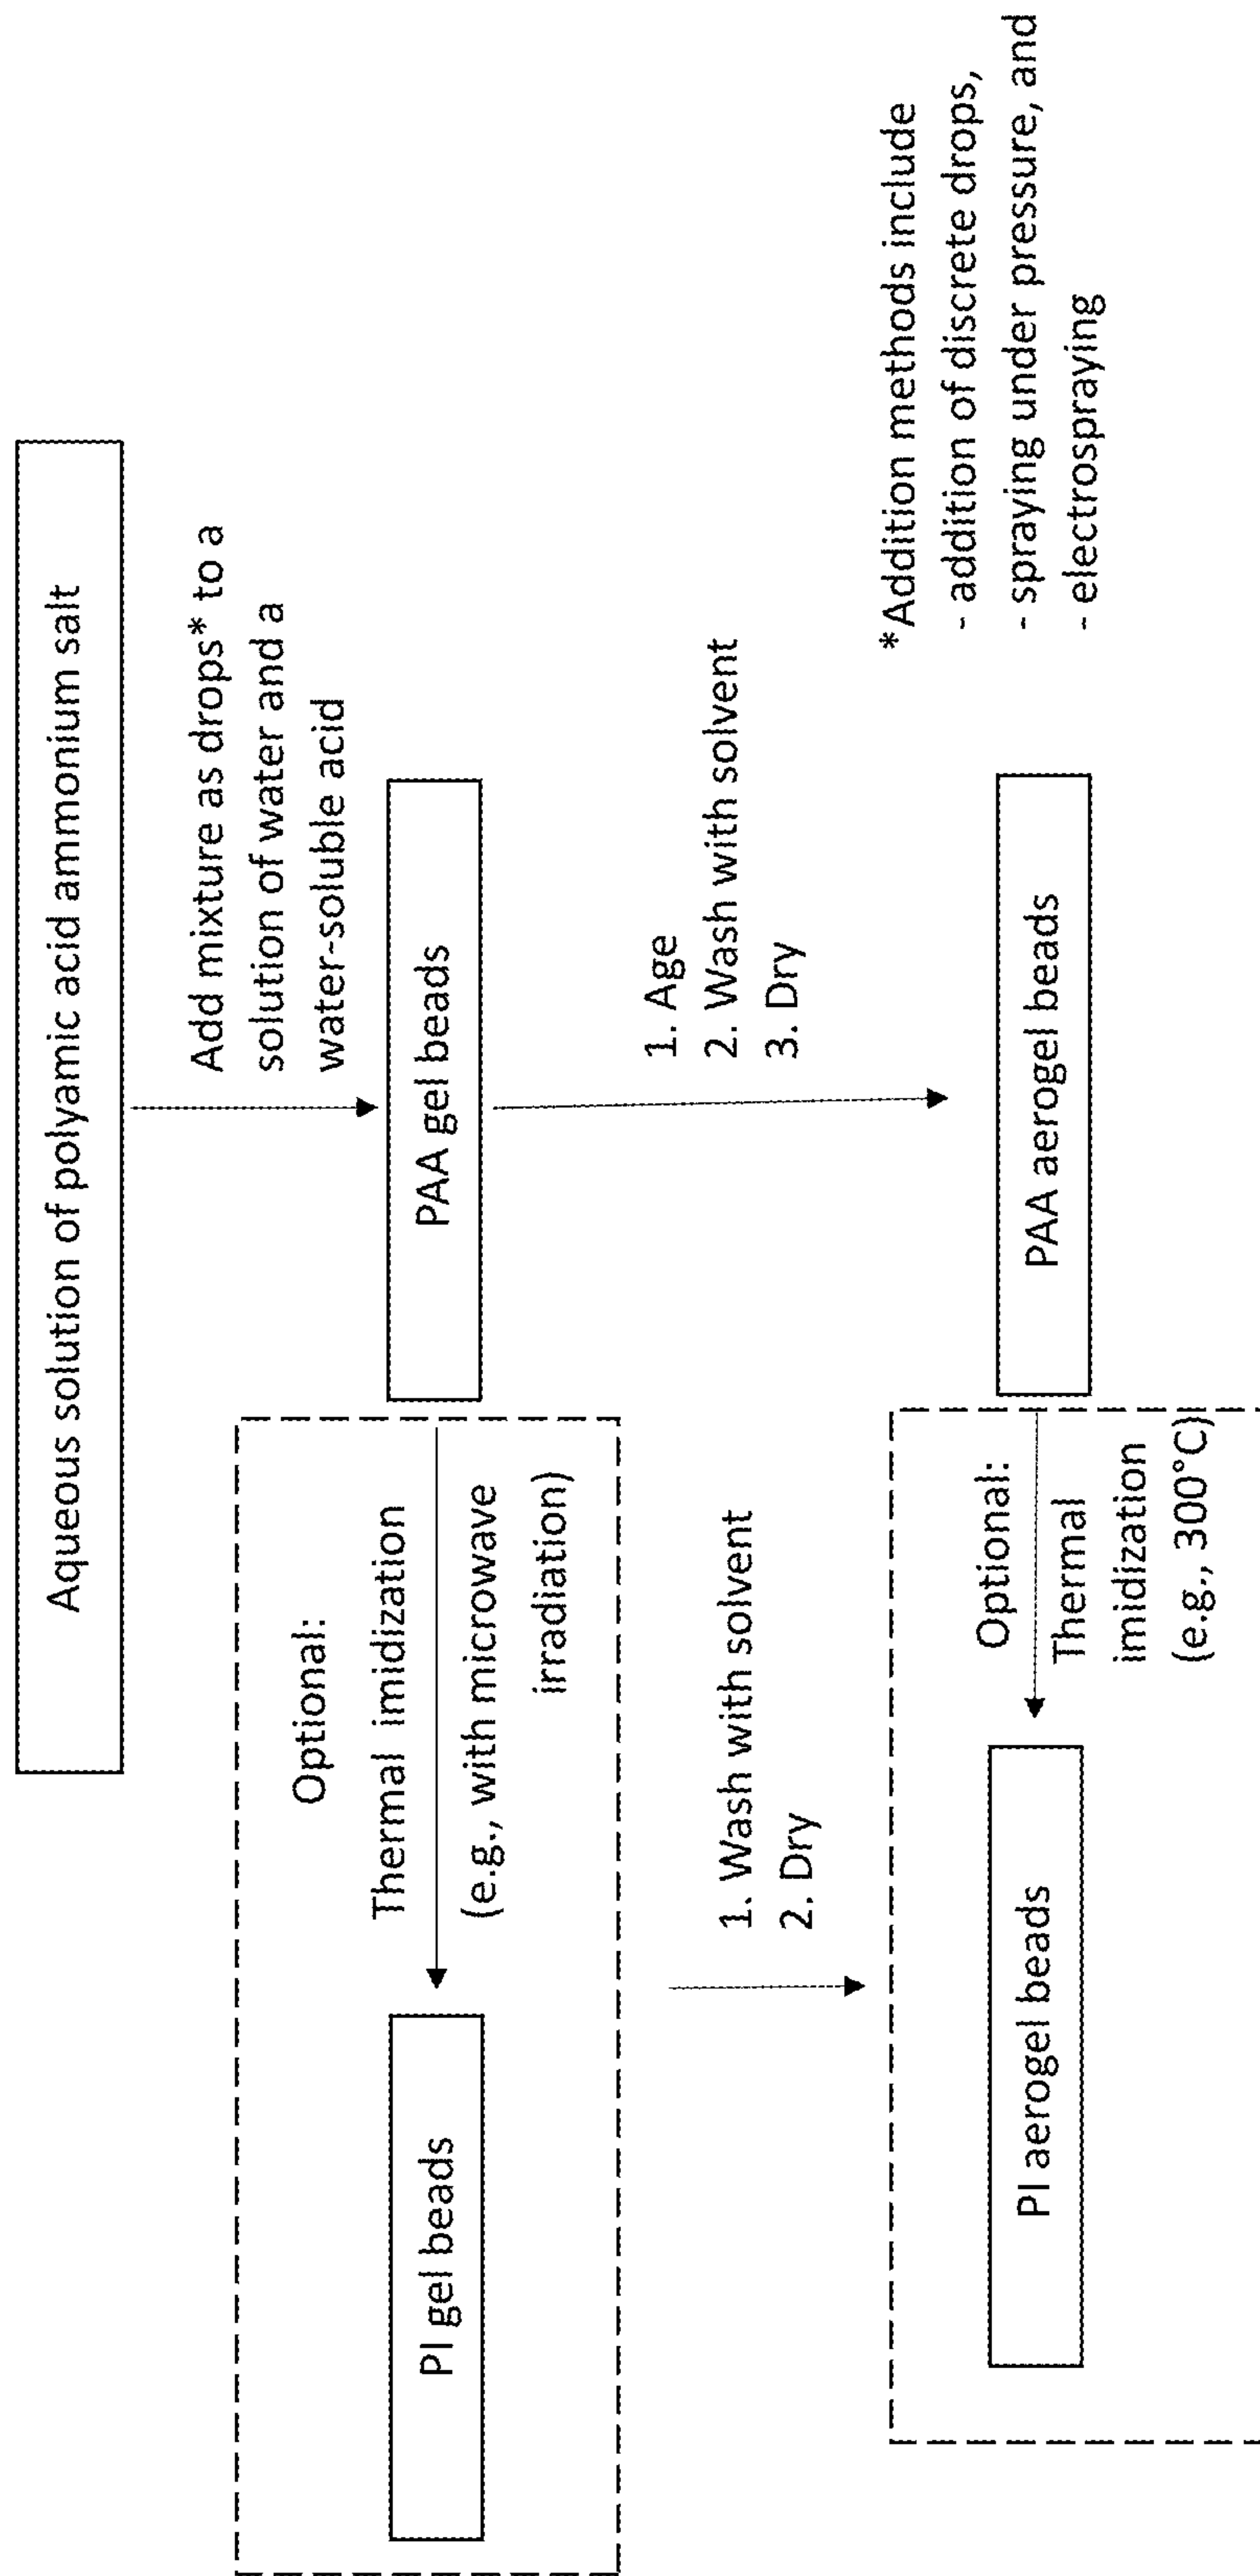 Aqueous solution of polyamic acid ammonium salt
Add mixture as drops* to a
solution of water and a
water-soluble acid
Optional:
Thermal imidization
(e.g., with microwave
irradiation)
PI gel beads
PAA gel beads
1. Wash with solvent
2. Dry
1. Age
2. Wash with solvent
3. Dry
PI aerogel beads
Optional:
Thermal
imidization
(e.g., 300°C)
PAA aerogel beads
*Addition methods include
- addition of discrete drops,
- spraying under pressure, and
- electrospraying